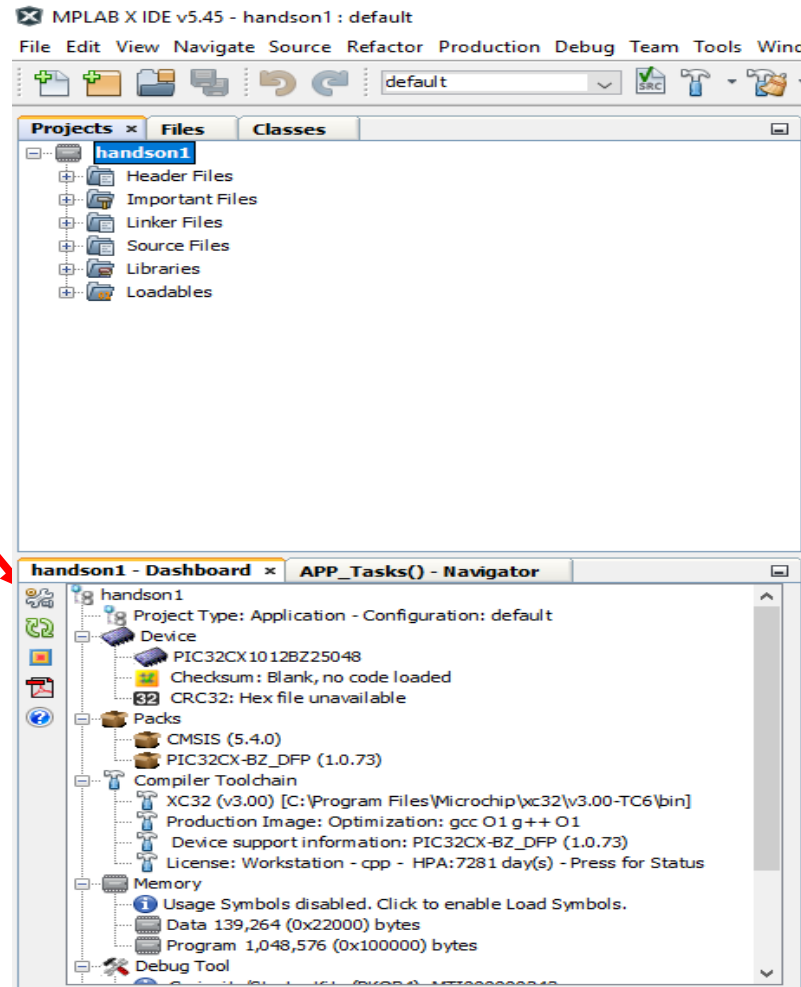 MPLAB X IDE v5.45 - handson1 : default
File Edit View Navigate Source Refactor Production Debug Team Tools
default
SRC
Projects × Files Classes
handson1
Header Files
Important Files
Linker Files
Source Files
Libraries
Loadables
handson1 - Dashboard × APP_Tasks() - Navigator
handson1
Project Type: Application - Configuration: default
Device
PIC32CX1012BZ25048
Checksum: Blank, no code loaded
32 CRC32: Hex file unavailable
Packs
CMSIS (5.4.0)
PIC32CX-BZ_DFP (1.0.73)
Compiler Toolchain
XC32 (v3.00) [C:\Program Files\Microchip\xc32\v3.00-TC6\bin]
Production Image: Optimization: gcc O1 g++ O1
Device support information: PIC32CX-BZ_DFP (1.0.73)
License: Workstation - cpp - HPA:7281 day(s) - Press for Status
Memory
Usage Symbols disabled. Click to enable Load Symbols.
Data 139,264 (0x22000) bytes
Program 1,048,576 (0x100000) bytes
Debug Tool